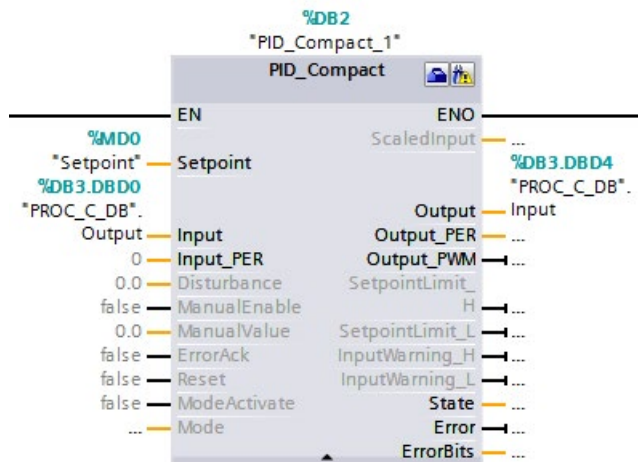 %DB2
"PID_Compact_1"
PID_Compact
EN
ENO
%MD0
"Setpoint"
Setpoint
ScaledInput
...
%DB3.DBD0
"PROC_C_DB".
Output
Input
%DB3.DBD4
"PROC_C_DB".
Input
Output
0
Input_PER
Output_PER
...
0.0
Disturbance
Output_PWM
...
false
ManualEnable
SetpointLimit_
H
...
0.0
ManualValue
SetpointLimit_L
...
false
ErrorAck
InputWarning_H
...
false
Reset
InputWarning_L
...
false
ModeActivate
State
...
...
Mode
Error
...
ErrorBits
...